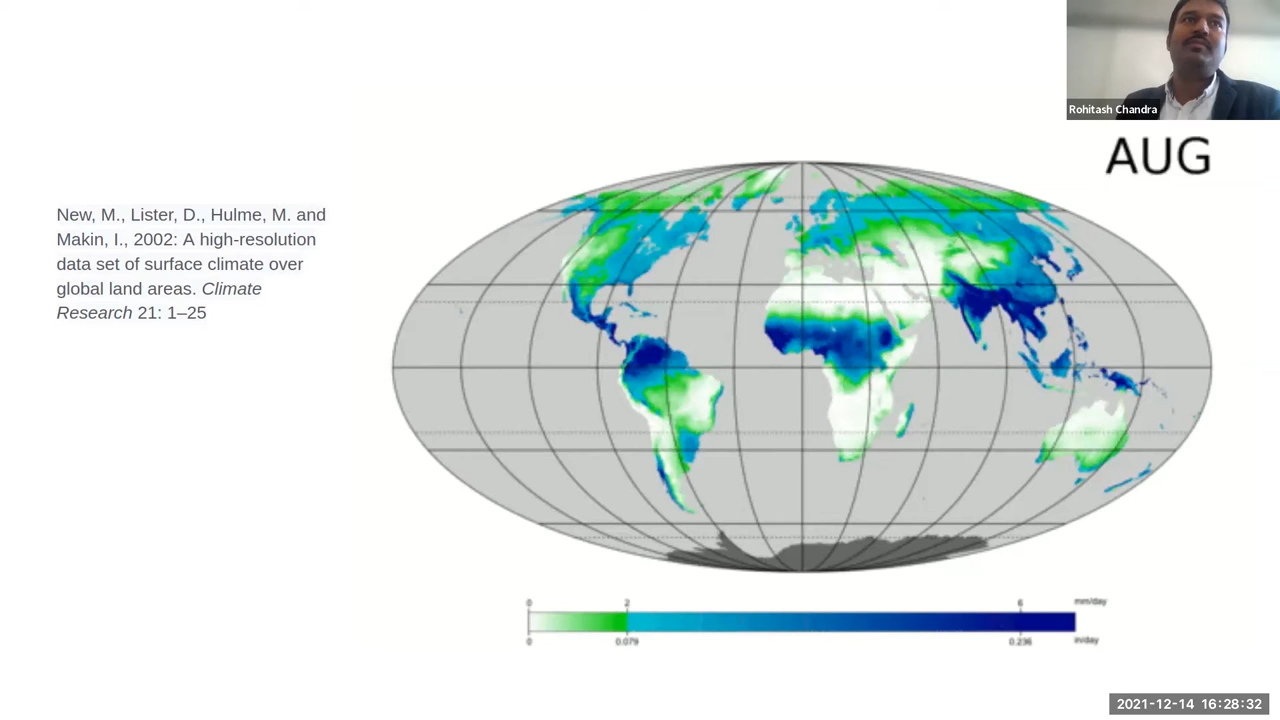 Rohitash Chandra
AUG
New, M., Lister, D., Hulme, M. and
Makin, I., 2002: A high-resolution
data set of surface climate over
global land areas. Climate
Research 21: 1–25
0 2 6 mm/day
0 0.079 0.236 in/day
2021-12-14 16:28:32